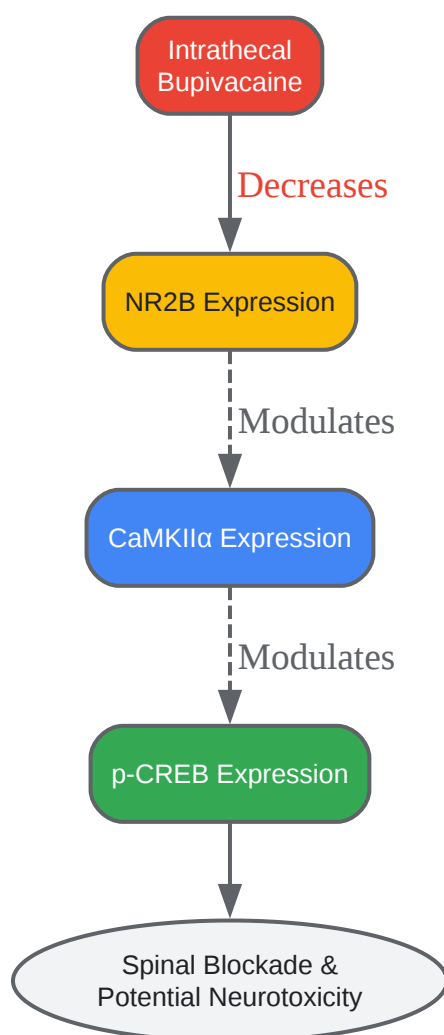 Intrathecal
Bupivacaine
Decreases
NR2B Expression
Modulates
CaMKIIα Expression
Modulates
p-CREB Expression
Spinal Blockade &
Potential Neurotoxicity